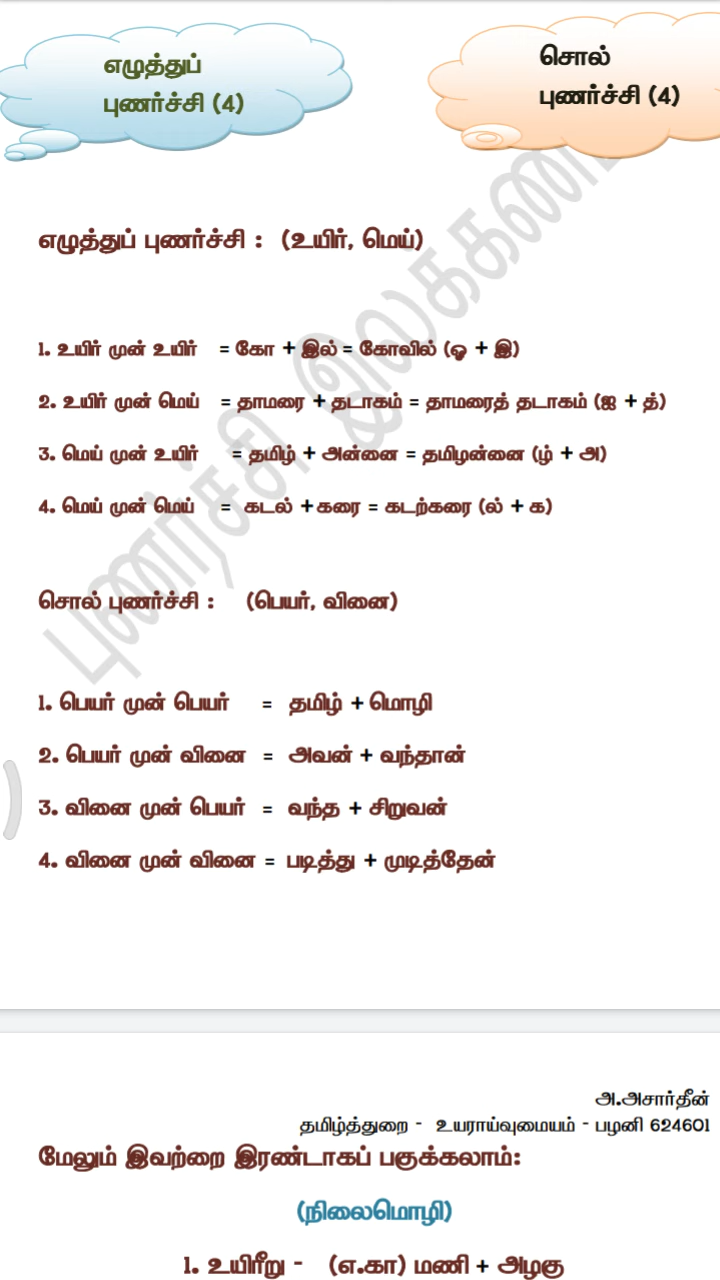 எழுத்துப்
புணர்ச்சி (4)
சொல்
புணர்ச்சி (4)
புணர்ச்சி இலக்கண
எழுத்துப் புணர்ச்சி : (உயிர், மெய்)
1. உயிர் முன் உயிர் = கோ + இல் = கோவில் (ஓ + இ)
2. உயிர் முன் மெய் = தாமரை + தடாகம் = தாமரைத் தடாகம் (ஐ + த்)
3. மெய் முன் உயிர் = தமிழ் + அன்னை = தமிழன்னை (ழ் + அ)
4. மெய் முன் மெய் = கடல் +கரை = கடற்கரை (ல் + க)
சொல் புணர்ச்சி : (பெயர், வினை)
1. பெயர் முன் பெயர் = தமிழ் +மொழி
2. பெயர் முன் வினை = அவன் + வந்தான்
3. வினை முன் பெயர் = வந்த + சிறுவன்
4. வினை முன் வினை = படித்து + முடித்தேன்
அ.அசார்தீன்
தமிழ்த்துறை - உயராய்வுமையம் - பழனி 624601
மேலும் இவற்றை இரண்டாகப் பகுக்கலாம்:
(நிலைமொழி)
1. உயிரீறு - (எ.கா) மணி + அழகு